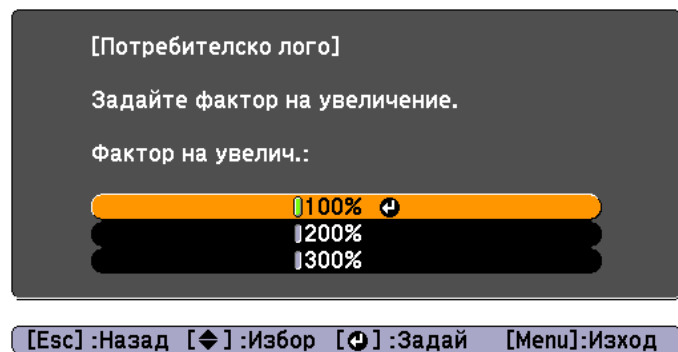 [Потребителско лого]
Задайте фактор на увеличение.
Фактор на увелич.:
100%
200%
300%
[Esc] :Назад [◆] :Избор [↵] :Задай [Menu]:Изход